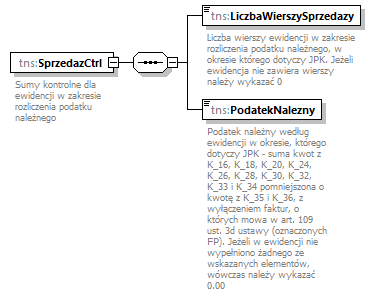 tns:LiczbaWierszySprzedazy
Liczba wierszy ewidencji w zakresie
rozliczenia podatku należnego, w
okresie którego dotyczy JPK. Jeżeli
ewidencja nie zawiera wierszy
należy wykazać 0
tns:SprzedazCtrl
Sumy kontrolne dla
ewidencji w zakresie
rozliczenia podatku
należnego
tns:PodatekNalezny
Podatek należny według
ewidencji w okresie, którego
dotyczy JPK - suma kwot z
K_16, K_18, K_20, K_24,
K_26, K_28, K_30, K_32,
K_33 i K_34 pomniejszona o
kwotę z K_35 i K_36, z
wyłączeniem faktur, o
których mowa w art. 109
ust. 3d ustawy (oznaczonych
FP). Jeżeli w ewidencji nie
wypełniono żadnego ze
wskazanych elementów,
wówczas należy wykazać
0.00